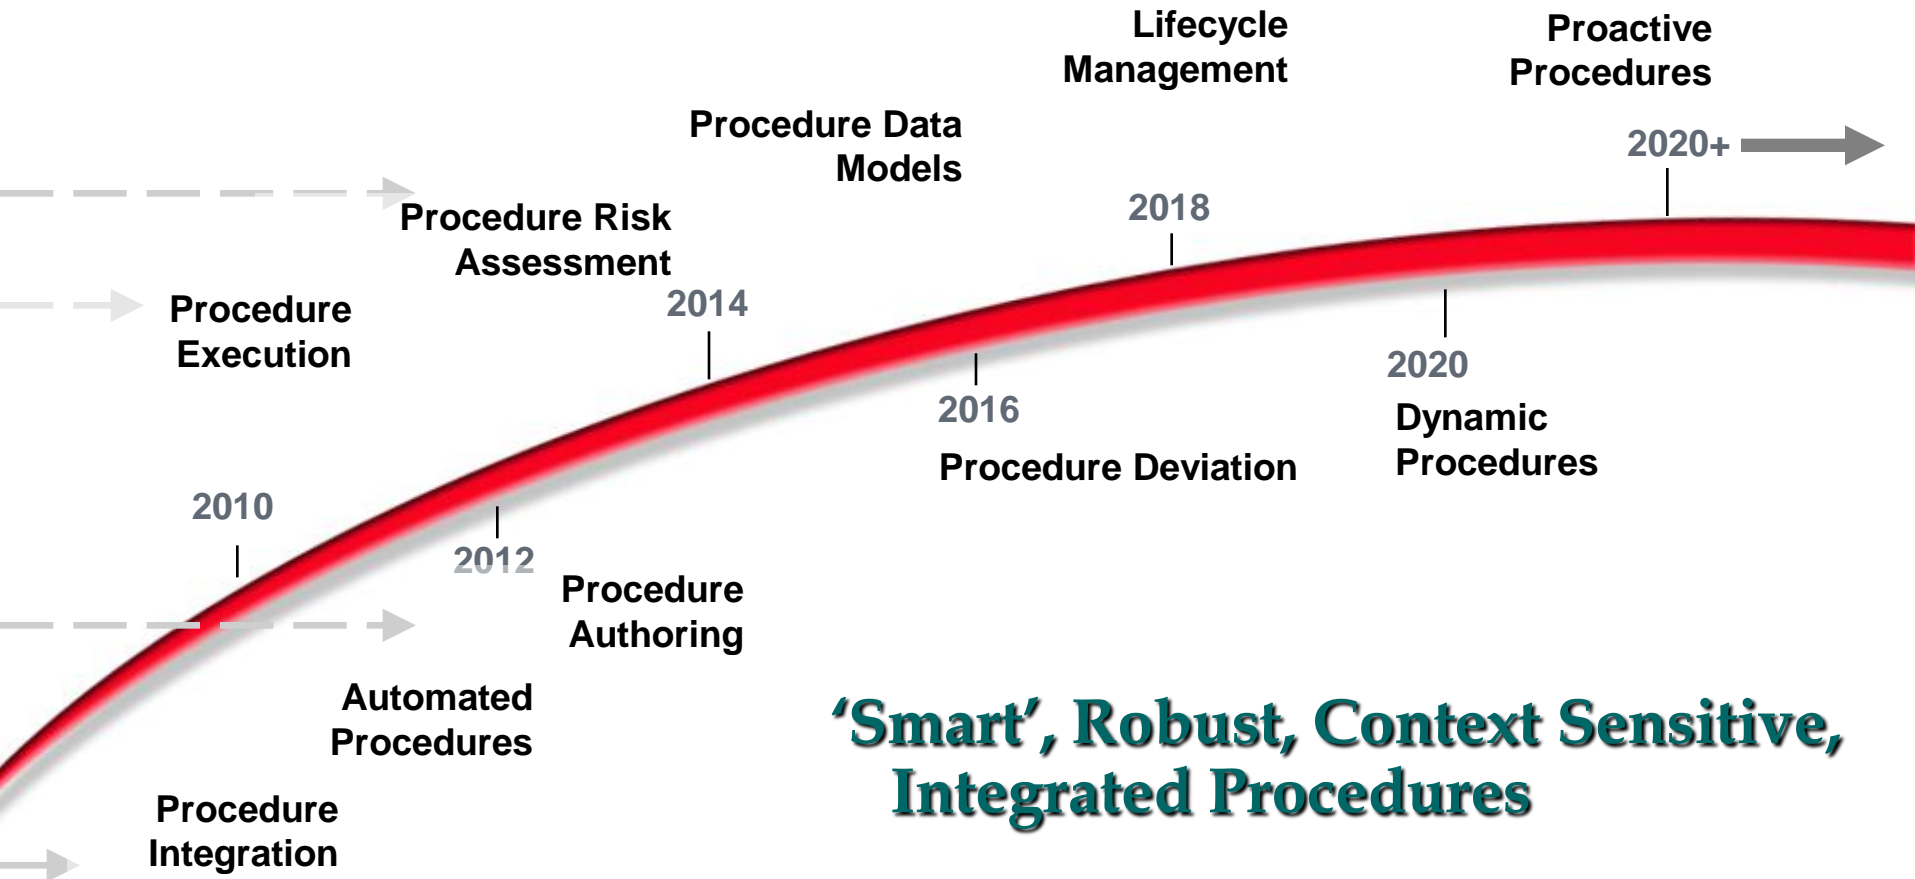 Lifecycle
Management
Proactive
Procedures
Procedure Data
Models
2020+
Procedure Risk
Assessment
2018
Procedure
Execution
2014
2016
2020
Procedure Deviation
Dynamic
Procedures
2010
2012
Procedure
Authoring
Automated
Procedures
‘Smart’, Robust, Context Sensitive,
Integrated Procedures
Procedure
Integration